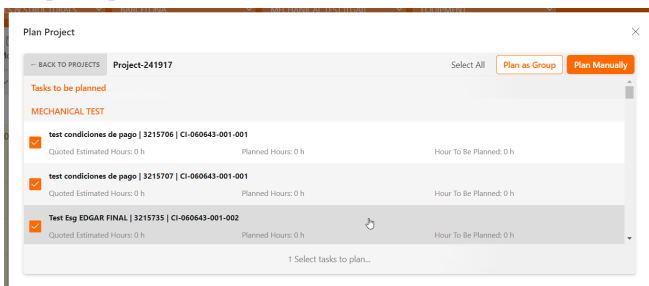 Plan Project
← BACK TO PROJECTS Project-241917 Select All Plan as Group Plan Manually
Tasks to be planned
MECHANICAL TEST
test condiciones de pago | 3215706 | CI-060643-001-001
Quoted Estimated Hours: 0 h Planned Hours: 0 h Hour To Be Planned: 0 h
test condiciones de pago | 3215707 | CI-060643-001-001
Quoted Estimated Hours: 0 h Planned Hours: 0 h Hour To Be Planned: 0 h
Test Esg EDGAR FINAL | 3215735 | CI-060643-001-002
Quoted Estimated Hours: 0 h Planned Hours: 0 h Hour To Be Planned: 0 h
↑ Select tasks to plan...